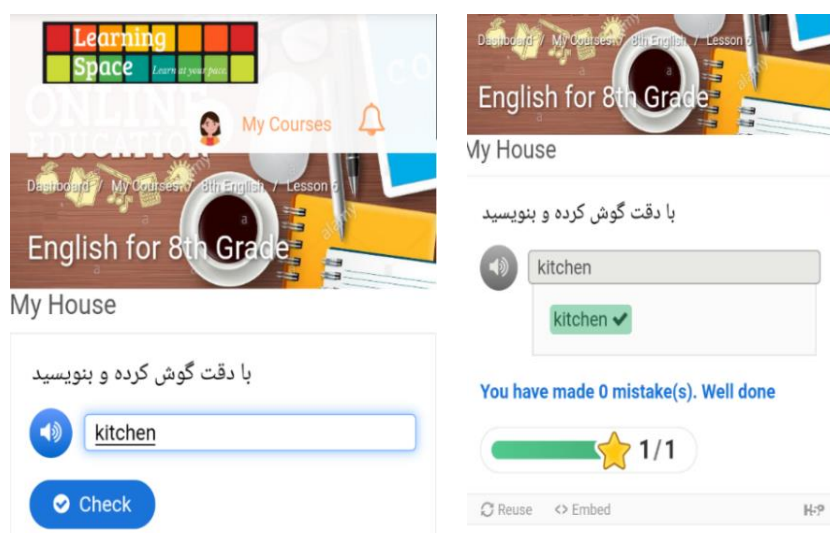 Learning
Space Learn at your pace.
ONLINE
EDUCATION
My Courses
Dashboard / My Courses / 8th English / Lesson 6
English for 8th Grade
My House
با دقت گوش کرده و بنویسید
kitchen
Check
Dashboard / My Courses / 8th English / Lesson 6
English for 8th Grade
My House
با دقت گوش کرده و بنویسید
kitchen
kitchen
You have made 0 mistake(s). Well done
1/1
Reuse <> Embed H-P